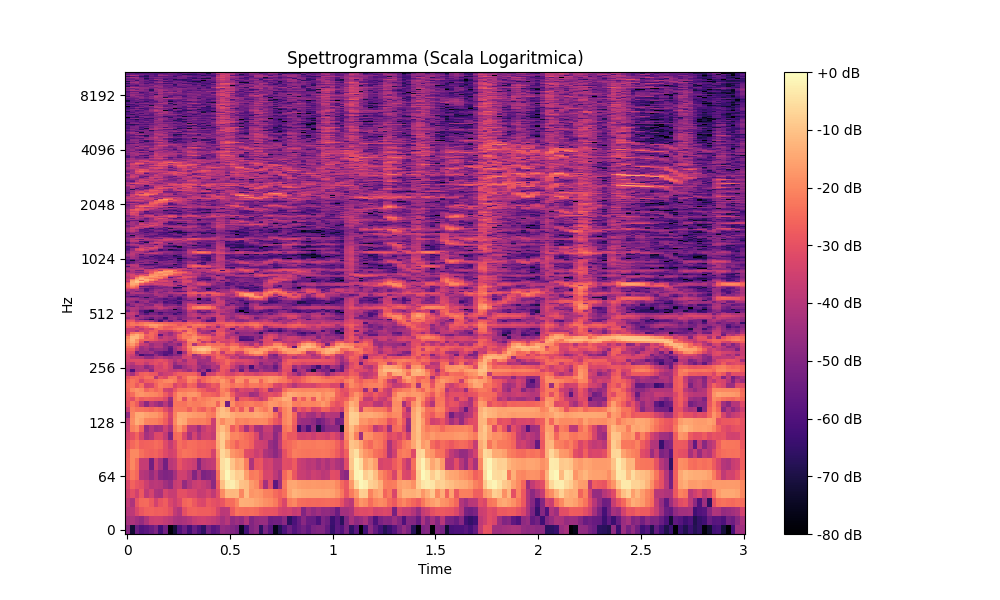 Spettrogramma (Scala Logaritmica)
Hz
8192
4096
2048
1024
512
256
128
64
0
0
0.5
1
1.5
2
2.5
3
Time
+0 dB
-10 dB
-20 dB
-30 dB
-40 dB
-50 dB
-60 dB
-70 dB
-80 dB